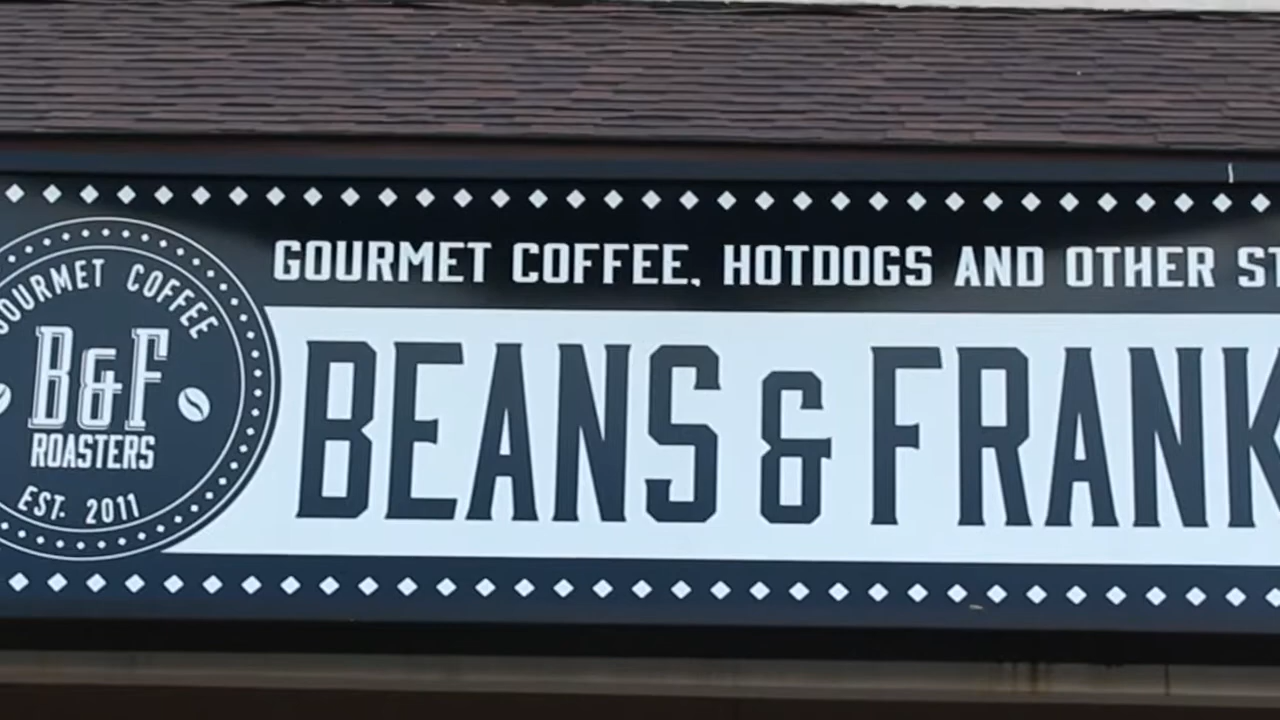 GOURMET COFFEE
B&F
ROASTERS
EST. 2011
GOURMET COFFEE, HOTDOGS AND OTHER ST
BEANS & FRANK